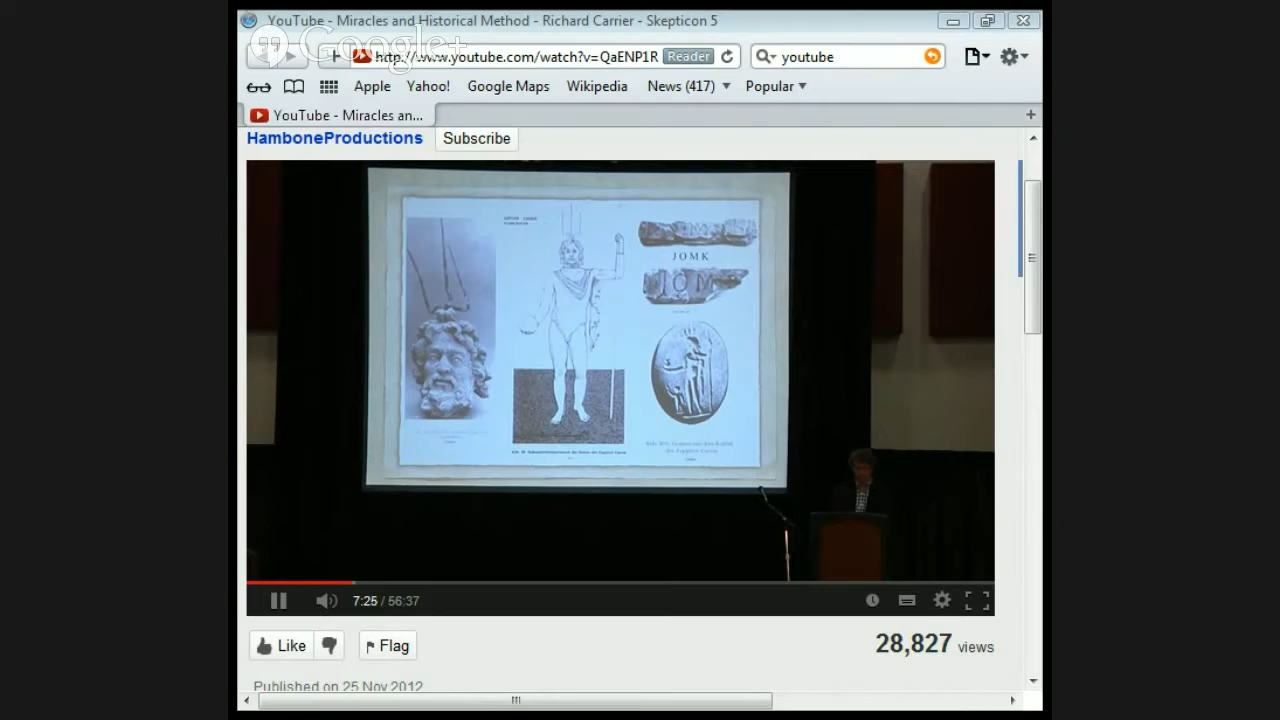 YouTube - Miracles and Historical Method - Richard Carrier - Skepticon 5
Google+
http://www.youtube.com/watch?v=QaENP1R
Reader
youtube
Apple
Yahoo!
Google Maps
Wikipedia
News (417)
Popular
YouTube - Miracles an...
HamboneProductions
Subscribe
JOMK
IOM
7:25 / 56:37
Like
Flag
28,827 views
Published on 25 Nov 2012